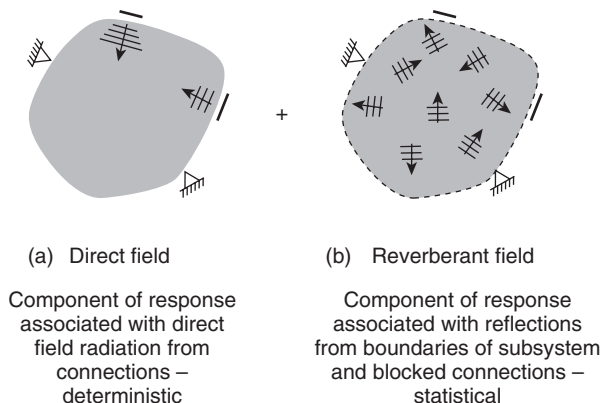 +
(a) Direct field
Component of response
associated with direct
field radiation from
connections –
deterministic
(b) Reverberant field
Component of response
associated with reflections
from boundaries of subsystem
and blocked connections –
statistical